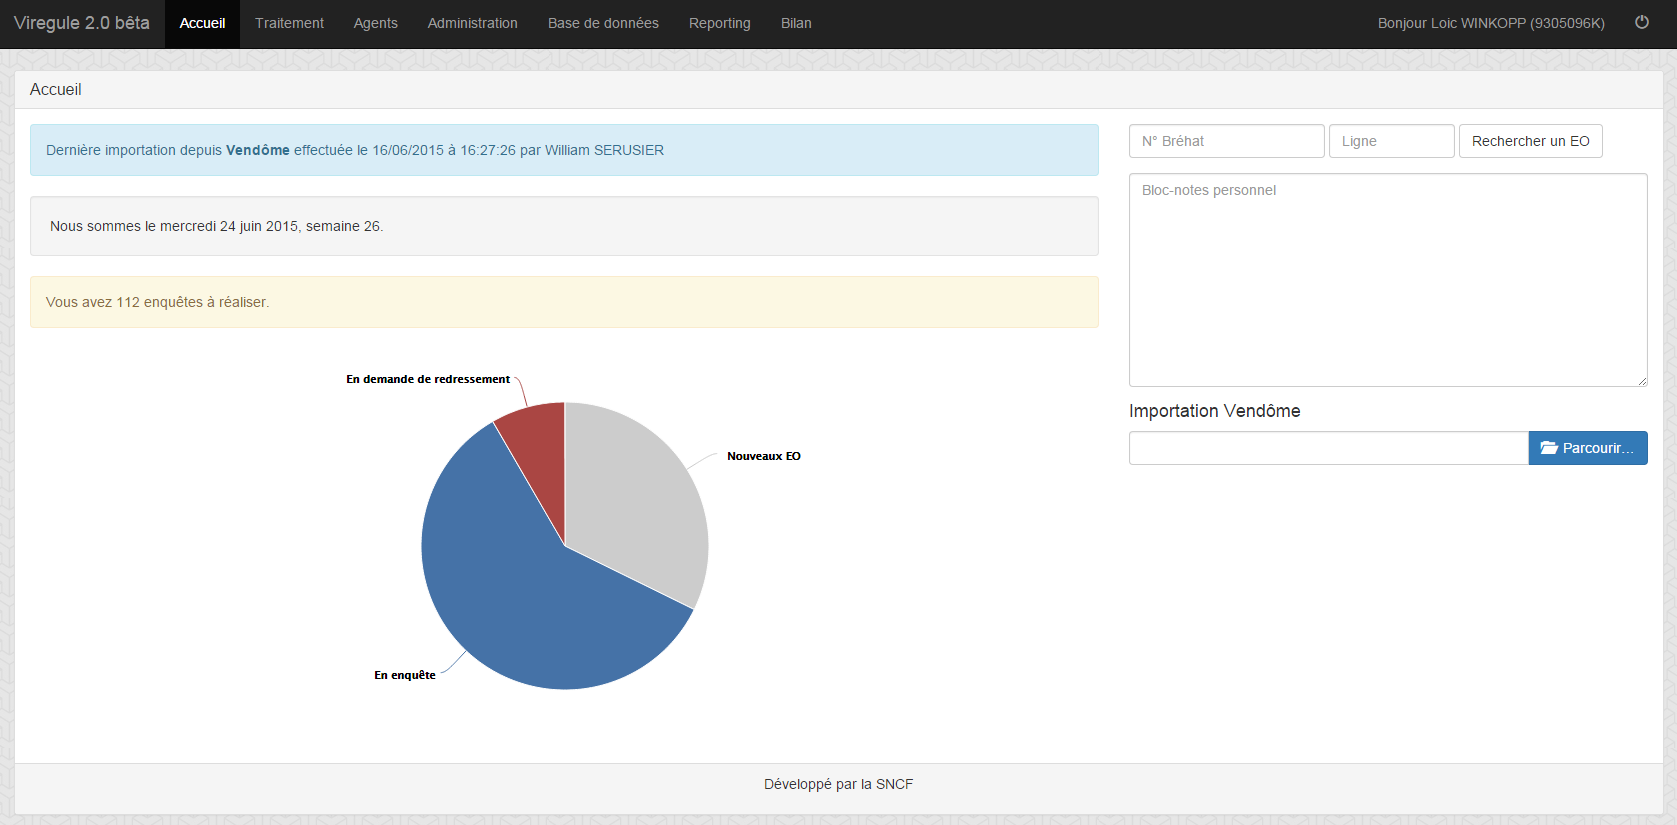 Viregule 2.0 bêta Accueil Traitement Agents Administration Base de données Reporting Bilan Bonjour Loic WINKOPP (9305096K)
Accueil
Dernière importation depuis Vendôme effectuée le 16/06/2015 à 16:27:26 par William SERUSIER
Nous sommes le mercredi 24 juin 2015, semaine 26.
Vous avez 112 enquêtes à réaliser.
En demande de redressement
Nouveaux EO
En enquête
N° Bréhat Ligne Rechercher un EO
Bloc-notes personnel
Importation Vendôme
Parcourir...
Développé par la SNCF